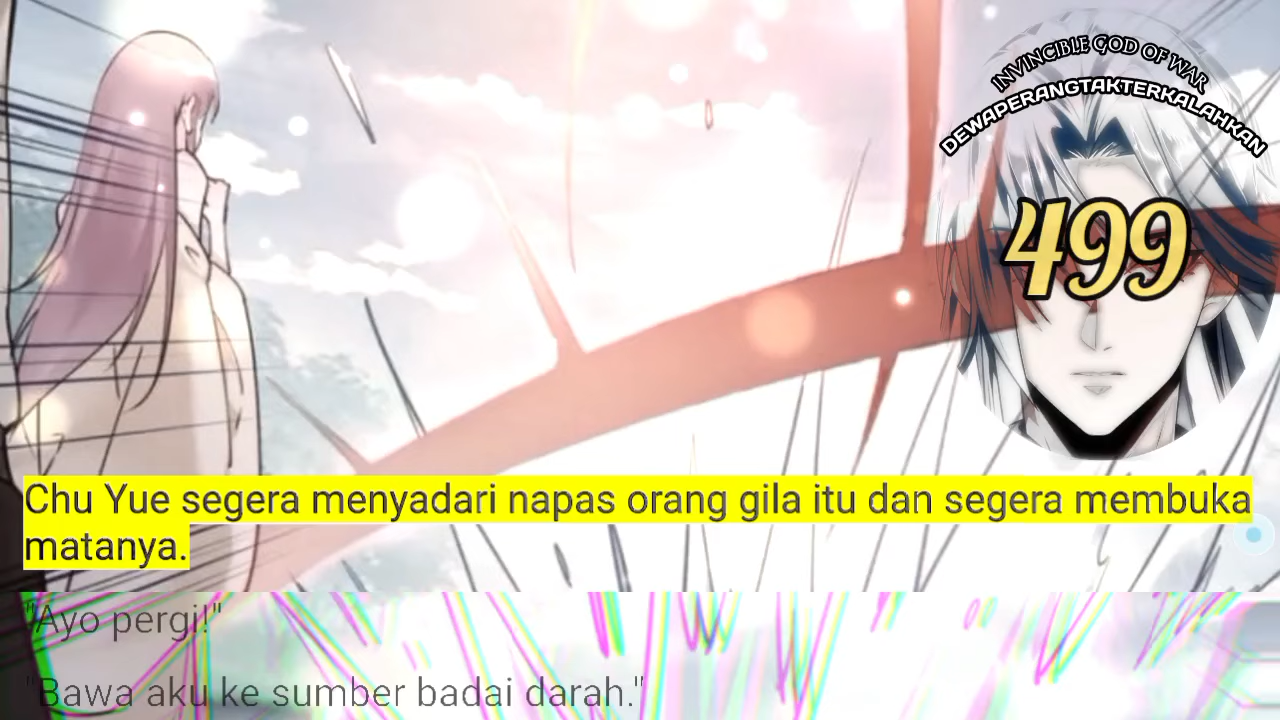 INVINCIBLE GOD OF WAR
DEWAPERANGTAKTERKALAHKAN
499
Chu Yue segera menyadari napas orang gila itu dan segera membuka
matanya.
"Ayo pergi!"
"Bawa aku ke sumber badai darah."